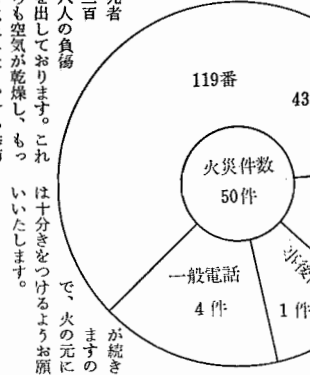 が続き
ますの
で、火の元に
は十分きをつけるようお願
いいたします。
死者
二百
八人の負傷
を出しております。これ
らも空気が乾燥し、もっ
119番
43
火災件数
50件
一般電話
4件
事後
1件